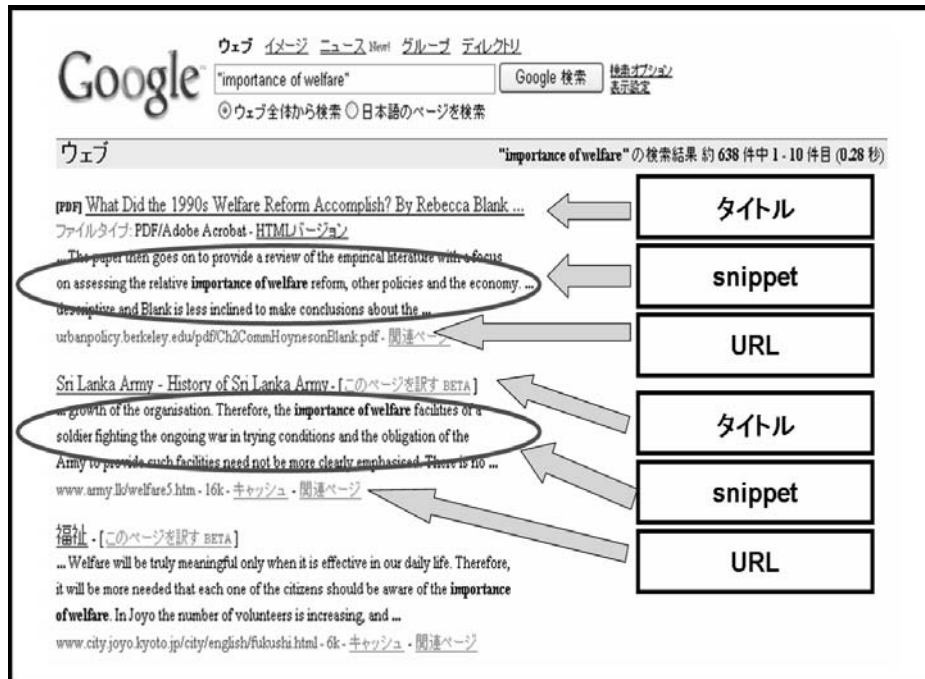 ウェブ イメージ ニュース New! グループ ディレクトリ
Google
"importance of welfare"
Google 検索
検索オプション
表示設定
ウェブ全体から検索 日本語のページを検索
ウェブ
"importance of welfare" の検索結果 約 638 件中 1 - 10 件目 (0.28 秒)
[PDF] What Did the 1990s Welfare Reform Accomplish? By Rebecca Blank ...
タイトル
ファイルタイプ: PDF/Adobe Acrobat - HTMLバージョン
... The paper then goes on to provide a review of the empirical literature with a focus
on assessing the relative importance of welfare reform, other policies and the economy. ...
snippet
descriptive and Blank is less inclined to make conclusions about the ...
urbanpolicy.berkeley.edu/pdf/Ch2CommHoynesonBlank.pdf - 関連ページ
URL
Sri Lanka Army - History of Sri Lanka Army - [このページを訳す BETA ]
タイトル
... growth of the organisation. Therefore, the importance of welfare facilities of a
soldier fighting the ongoing war in trying conditions and the obligation of the
Army to provide such facilities need not be more clearly emphasised. There is no ...
snippet
www.army.lk/welfare5.htm - 16k - キャッシュ - 関連ページ
URL
福祉 - [このページを訳す BETA ]
... Welfare will be truly meaningful only when it is effective in our daily life. Therefore,
it will be more needed that each one of the citizens should be aware of the importance
of welfare. In Joyo the number of volunteers is increasing, and ...
www.city.joyo.kyoto.jp/city/english/fukushi.html - 6k - キャッシュ - 関連ページ